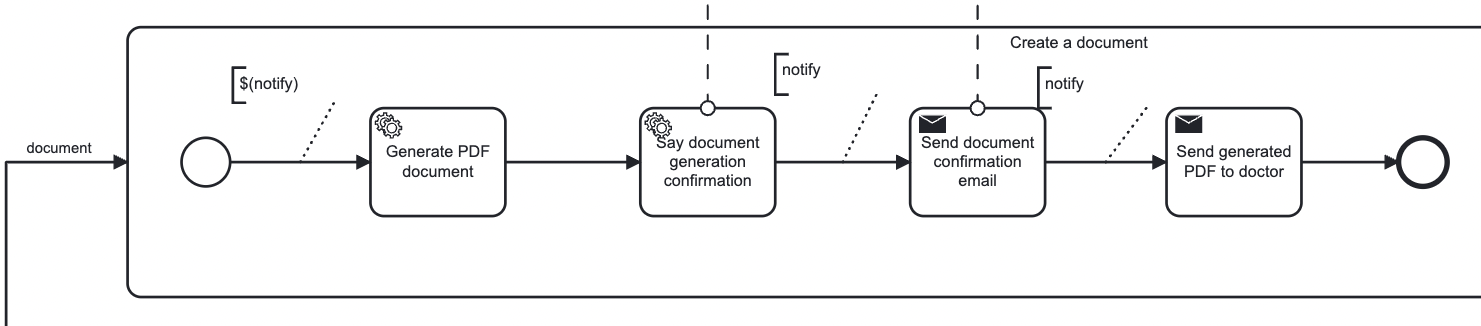 Create a document
$(notify)
notify
notify
document
Generate PDF
document
Say document
generation
confirmation
Send document
confirmation
email
Send generated
PDF to doctor